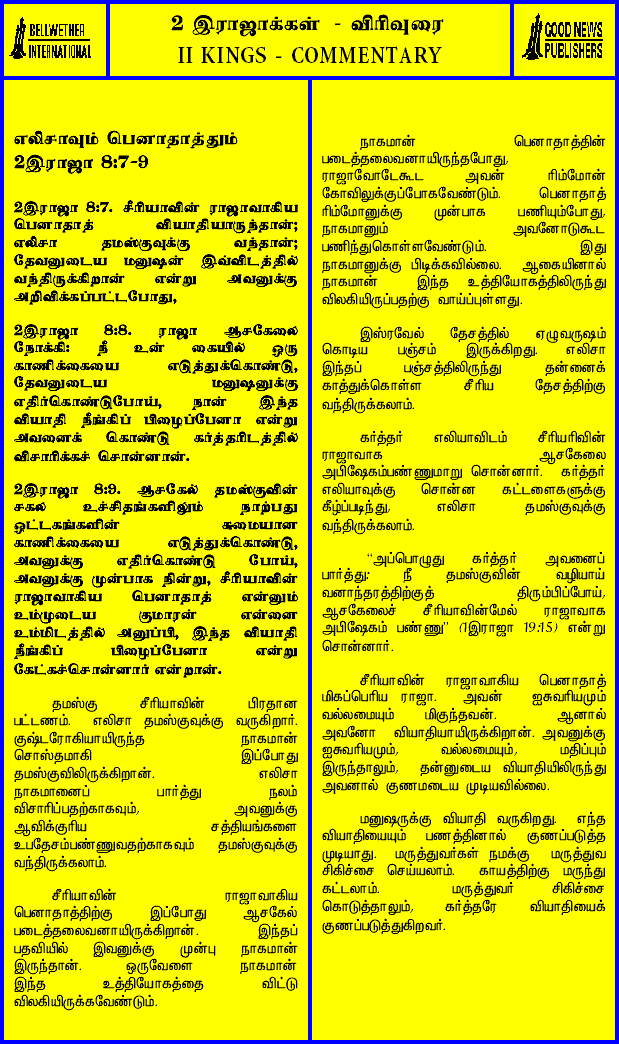 BELLWETHER
INTERNATIONAL
2 இராஜாக்கள் - விரிவுரை
II KINGS - COMMENTARY
GOOD NEWS
PUBLISHERS
எலிசாவும் பெனாதாத்தும்
2இராஜா 8:7-9
2இராஜா 8:7. சீரியாவின் ராஜாவாகிய
பெனாதாத் வியாதியாருந்தான்;
எலிசா தமஸ்குவுக்கு வந்தான்;
தேவனுடைய மனுஷன் இவ்விடத்தில்
வந்திருக்கிறான் என்று அவனுக்கு
அறிவிக்கப்பட்டபோது,
2இராஜா 8:8. ராஜா ஆசகேலை
நோக்கி: நீ உன் கையில் ஒரு
காணிக்கையை எடுத்துக்கொண்டு,
தேவனுடைய மனுஷனுக்கு
எதிர்கொண்டுபோய், நான் இந்த
வியாதி நீங்கிப் பிழைப்பேனா என்று
அவனைக் கொண்டு கர்த்தரிடத்தில்
விசாரிக்கச் சொன்னான்.
2இராஜா 8:9. ஆசகேல் தமஸ்குவின்
சகல உச்சிதங்களிலும் நாற்பது
ஒட்டகங்களின் சுமையான
காணிக்கையை எடுத்துக்கொண்டு,
அவனுக்கு எதிர்கொண்டு போய்,
அவனுக்கு முன்பாக நின்று, சீரியாவின்
ராஜாவாகிய பெனாதாத் என்னும்
உம்முடைய குமாரன் என்னை
உம்மிடத்தில் அனுப்பி, இந்த வியாதி
நீங்கிப் பிழைப்பேனா என்று
கேட்கச்சொன்னார் என்றான்.
தமஸ்கு சீரியாவின் பிரதான
பட்டணம். எலிசா தமஸ்குவுக்கு வருகிறார்.
குஷ்டரோகியாயிருந்த நாகமான்
சொஸ்தமாகி இப்போது
தமஸ்குவிலிருக்கிறான். எலிசா
நாகமானைப் பார்த்து நலம்
விசாரிப்பதற்காகவும், அவனுக்கு
ஆவிக்குரிய சத்தியங்களை
உபதேசம்பண்ணுவதற்காகவும் தமஸ்குவுக்கு
வந்திருக்கலாம்.
சீரியாவின் ராஜாவாகிய
பெனாதாத்திற்கு இப்போது ஆசகேல்
படைத்தலைவனாயிருக்கிறான். இந்தப்
பதவியில் இவனுக்கு முன்பு நாகமான்
இருந்தான். ஒருவேளை நாகமான்
இந்த உத்தியோகத்தை விட்டு
விலகியிருக்கவேண்டும்.
நாகமான் பெனாதாத்தின்
படைத்தலைவனாயிருந்தபோது,
ராஜாவோடேகூட அவன் ரிம்மோன்
கோவிலுக்குப்போகவேண்டும். பெனாதாத்
ரிம்மோனுக்கு முன்பாக பணியும்போது,
நாகமானும் அவனோடுகூட
பணிந்துகொள்ளவேண்டும். இது
நாகமானுக்கு பிடிக்கவில்லை. ஆகையினால்
நாகமான் இந்த உத்தியோகத்திலிருந்து
விலகியிருப்பதற்கு வாய்ப்புள்ளது.
இஸ்ரவேல் தேசத்தில் ஏழுவருஷம்
கொடிய பஞ்சம் இருக்கிறது. எலிசா
இந்தப் பஞ்சத்திலிருந்து தன்னைக்
காத்துக்கொள்ள சீரிய தேசத்திற்கு
வந்திருக்கலாம்.
கர்த்தர் எலியாவிடம் சீரியரிவின்
ராஜாவாக ஆசகேலை
அபிஷேகம்பண்ணுமாறு சொன்னார். கர்த்தர்
எலியாவுக்கு சொன்ன கட்டளைகளுக்கு
கீழ்ப்படிந்து, எலிசா தமஸ்குவுக்கு
வந்திருக்கலாம்.
"அப்பொழுது கர்த்தர் அவனைப்
பார்த்து: நீ தமஸ்குவின் வழியாய்
வனாந்தரத்திற்குத் திரும்பிப்போய்,
ஆசகேலைச் சீரியாவின்மேல் ராஜாவாக
அபிஷேகம் பண்ணு" (1இராஜா 19:15) என்று
சொன்னார்.
சீரியாவின் ராஜாவாகிய பெனாதாத்
மிகப்பெரிய ராஜா. அவன் ஐசுவரியமும்
வல்லமையும் மிகுந்தவன். ஆனால்
அவனோ வியாதியாயிருக்கிறான். அவனுக்கு
ஐசுவரியமும், வல்லமையும், மதிப்பும்
இருந்தாலும், தன்னுடைய வியாதியிலிருந்து
அவனால் குணமடைய முடியவில்லை.
மனுஷருக்கு வியாதி வருகிறது. எந்த
வியாதியையும் பணத்தினால் குணப்படுத்த
முடியாது. மருத்துவர்கள் நமக்கு மருத்துவ
சிகிச்சை செய்யலாம். காயத்திற்கு மருந்து
கட்டலாம். மருத்துவர் சிகிச்சை
கொடுத்தாலும், கர்த்தரே வியாதியைக்
குணப்படுத்துகிறவர்.